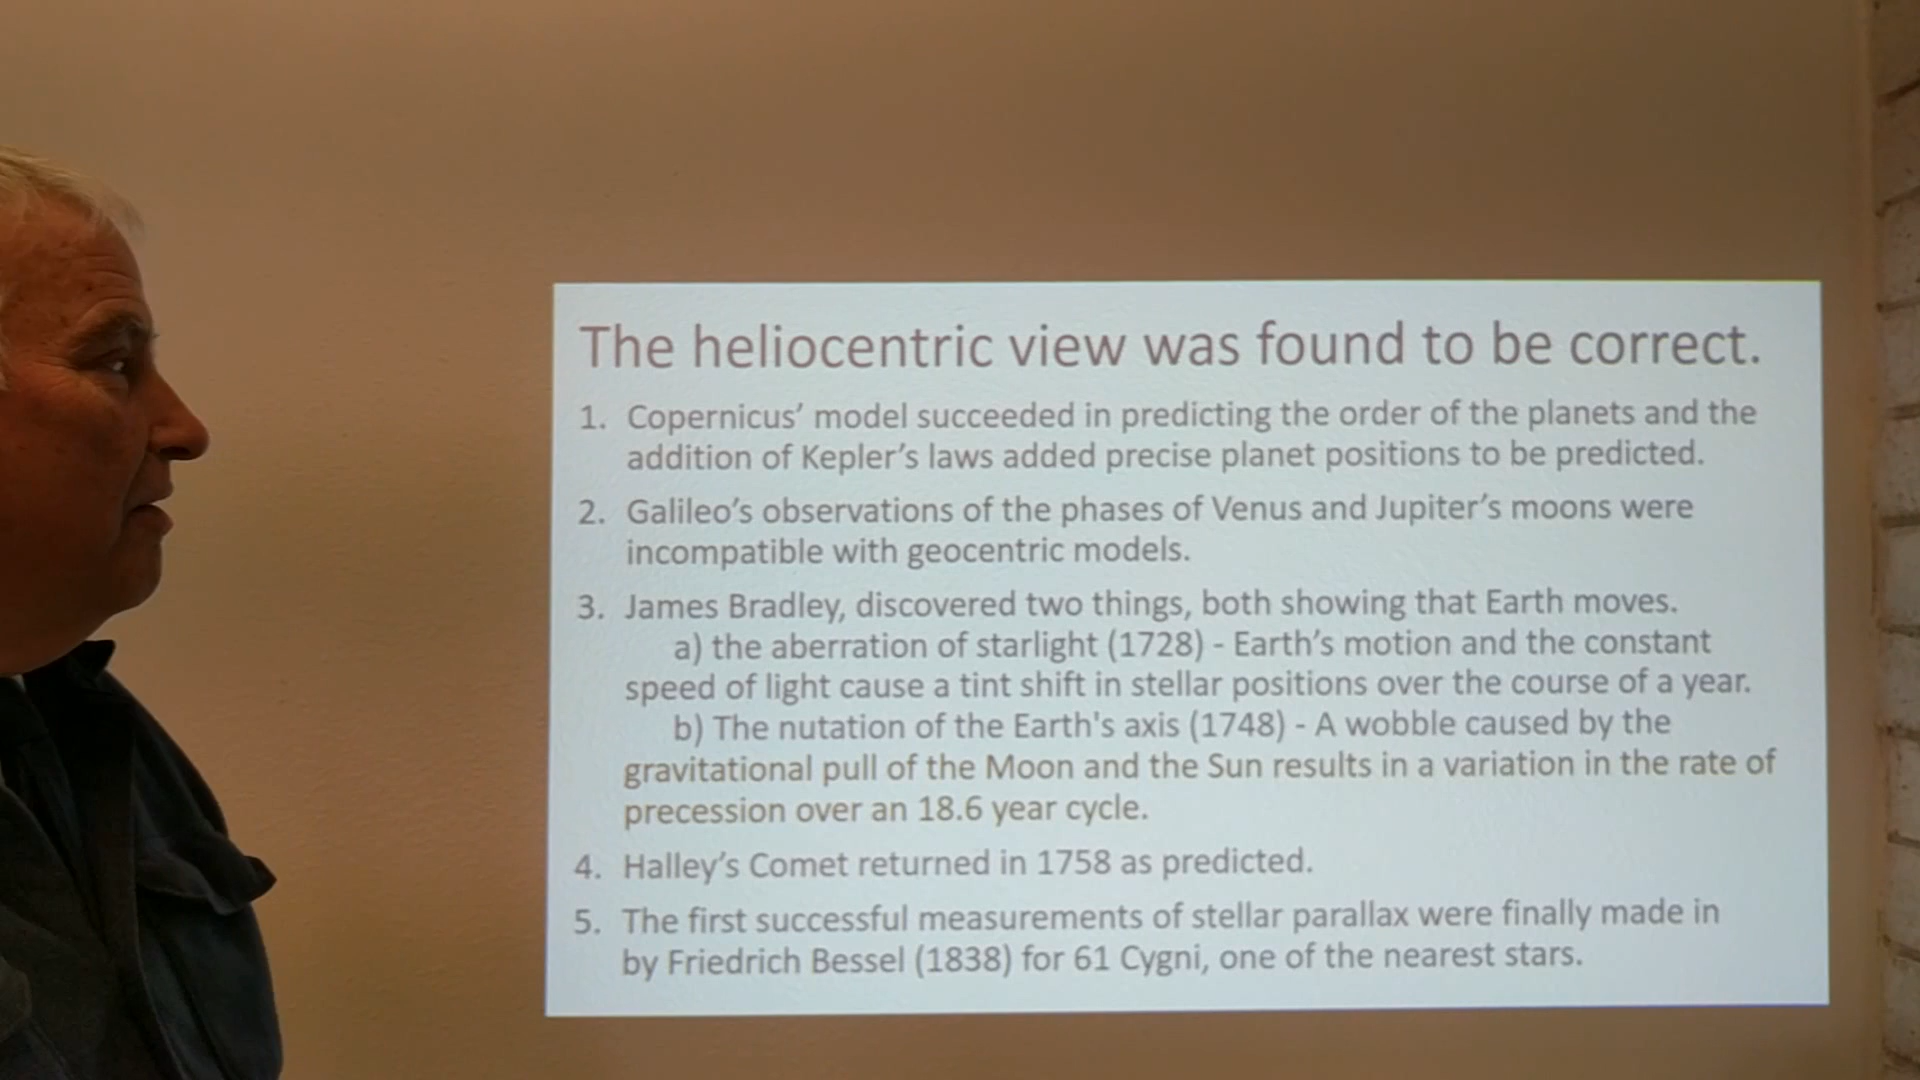 The heliocentric view was found to be correct.
1. Copernicus' model succeeded in predicting the order of the planets and the
addition of Kepler's laws added precise planet positions to be predicted.
2. Galileo's observations of the phases of Venus and Jupiter's moons were
incompatible with geocentric models.
3. James Bradley, discovered two things, both showing that Earth moves.
a) the aberration of starlight (1728) - Earth's motion and the constant
speed of light cause a tint shift in stellar positions over the course of a year.
b) The nutation of the Earth's axis (1748) - A wobble caused by the
gravitational pull of the Moon and the Sun results in a variation in the rate of
precession over an 18.6 year cycle.
4. Halley's Comet returned in 1758 as predicted.
5. The first successful measurements of stellar parallax were finally made in
by Friedrich Bessel (1838) for 61 Cygni, one of the nearest stars.